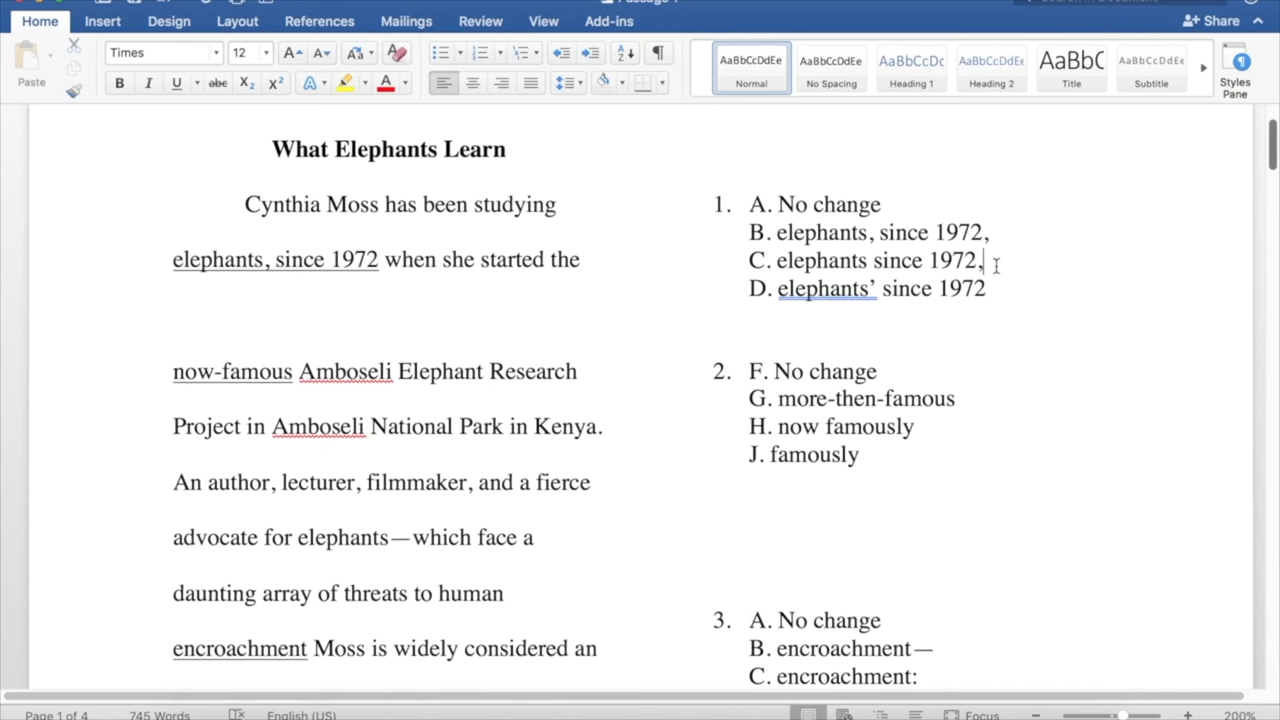 Home Insert Design Layout References Mailings Review View Add-ins Share
Times 12
Paste
AaBbCcDdEe AaBbCcDdEe AaBbCcDc AaBbCcDdEe AaBbC AaBbCcDdEe
Normal No Spacing Heading 1 Heading 2 Title Subtitle
Styles
Pane
What Elephants Learn
Cynthia Moss has been studying
elephants, since 1972 when she started the
now-famous Amboseli Elephant Research
Project in Amboseli National Park in Kenya.
An author, lecturer, filmmaker, and a fierce
advocate for elephants—which face a
daunting array of threats to human
encroachment Moss is widely considered an
1. A. No change
B. elephants, since 1972,
C. elephants since 1972,
D. elephants’ since 1972
2. F. No change
G. more-then-famous
H. now famously
J. famously
3. A. No change
B. encroachment—
C. encroachment:
Page 1 of 4 745 Words English (US) Focus 200%